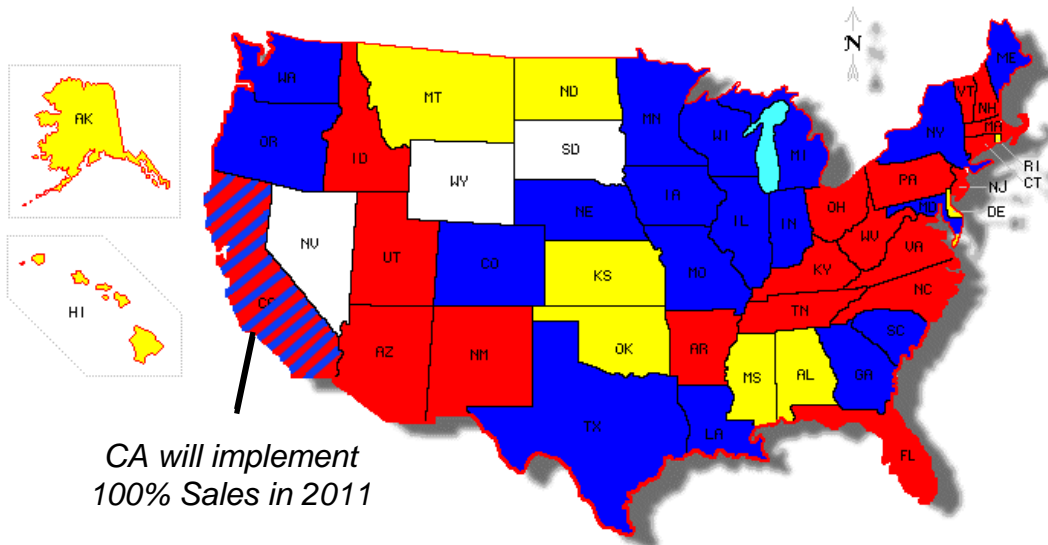 ME
N
WA
AK
MT
ND
VT
NH
MN
OR
MA
NY
WI
ID
SD
MI
RI
WY
PA
CT
NJ
IA
OH
NE
MD
DE
IL
IN
NV
WV
VA
UT
CO
KS
MO
KY
CA
NC
HI
TN
OK
SC
AZ
NM
AR
MS
AL
GA
TX
LA
FL
CA will implement
100% Sales in 2011